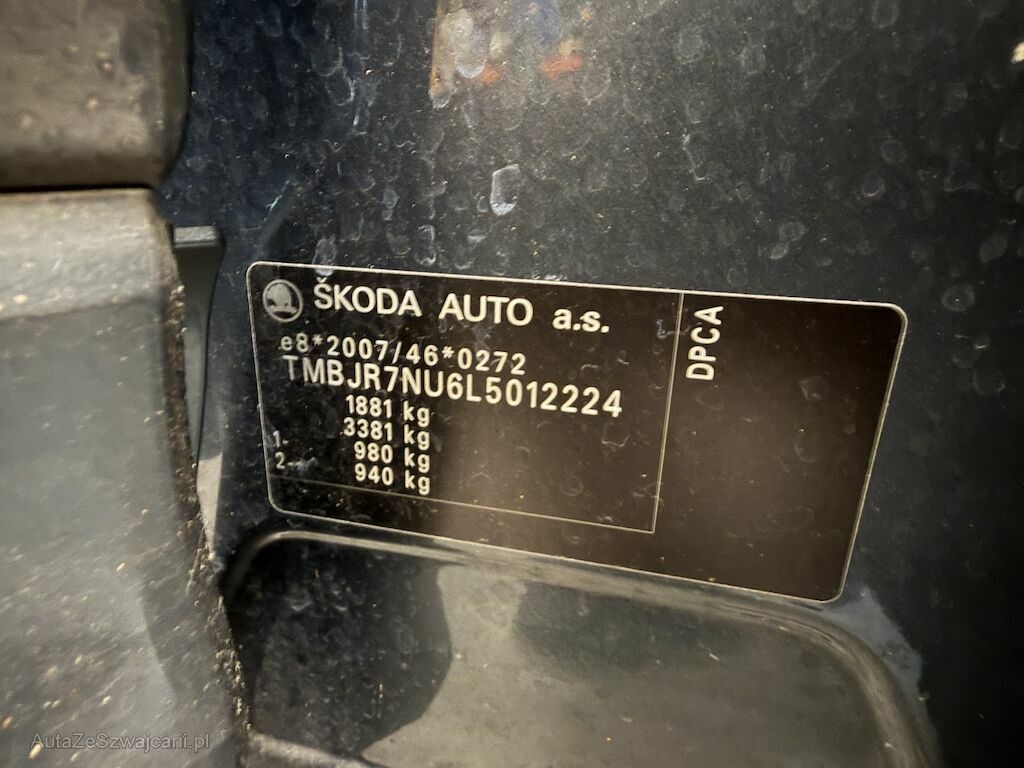 ŠKODA AUTO a.s.
e8*2007/46*0272
TMBJR7NU6L5012224
1881 kg
3381 kg
1- 980 kg
2- 940 kg
DPCA
AutaZeSzwajcarii.pl